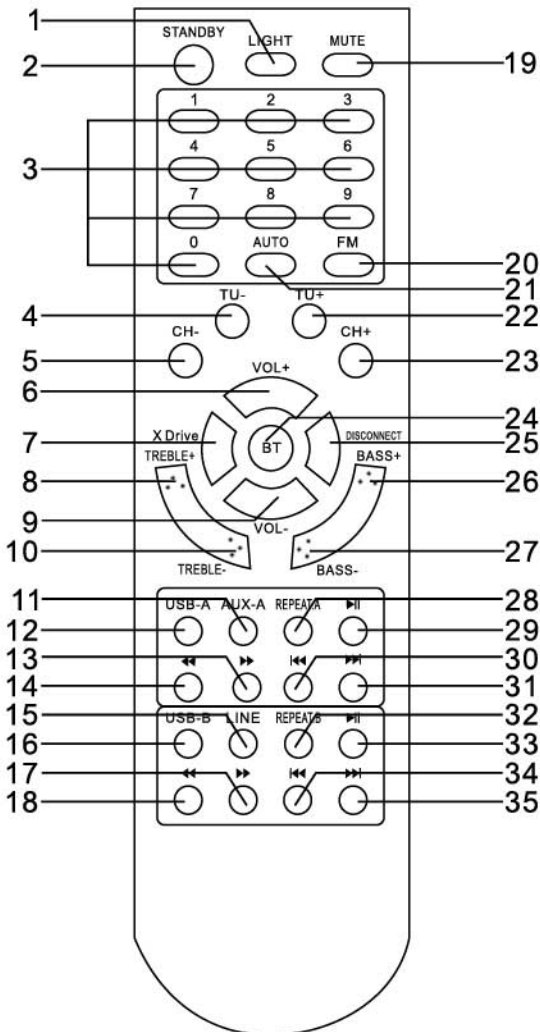 1 STANDBY LIGHT MUTE
2 19
1 2 3
4 5 6
3
7 8 9
0 AUTO FM 20
21
4 TU- TU+ 22
5 CH- CH+ 23
6 VOL+
24
7 X Drive BT DISCONNECT 25
8 TREBLE+ BASS+ 26
9 VOL-
10 27
TREBLE- BASS-
11 28
12 USB-A AUX-A REPEAT.A 29
13 30
14 31
15 32
16 USB-B LINE REPEAT.B 33
17 34
18 35